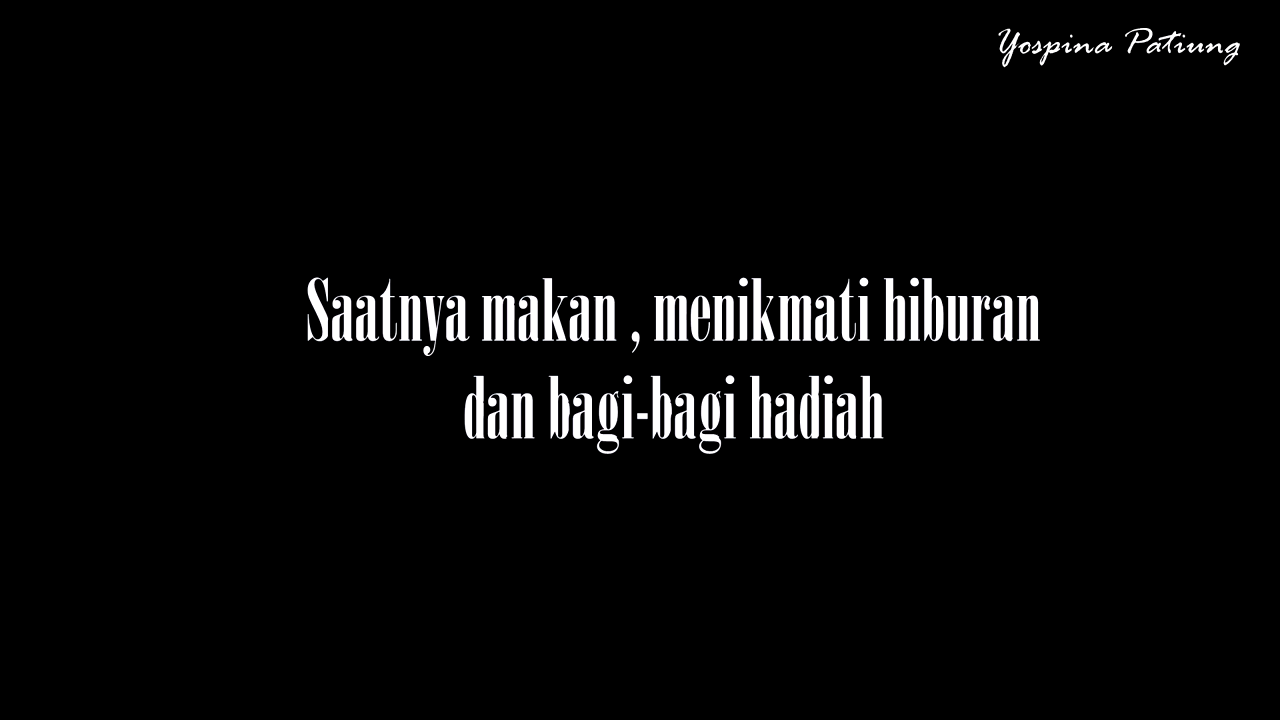 Yospina Patiung
Saatnya makan , menikmati hiburan
dan bagi-bagi hadiah